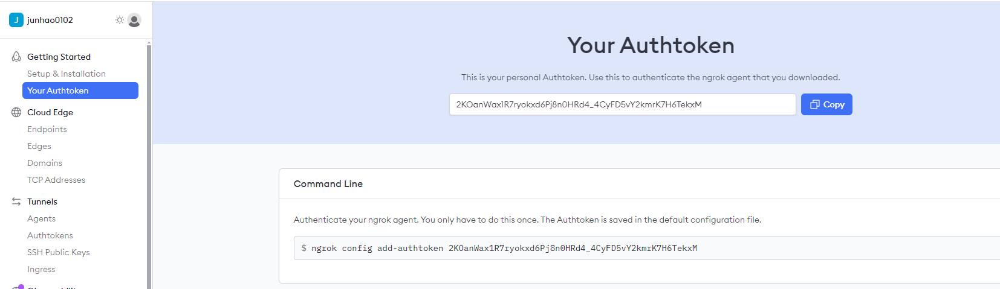 J junhao0102
Getting Started
Setup & Installation
Your Authtoken
Cloud Edge
Endpoints
Edges
Domains
TCP Addresses
Tunnels
Agents
Authtokens
SSH Public Keys
Ingress
Your Authtoken
This is your personal Authtoken. Use this to authenticate the ngrok agent that you downloaded.
2KOanWax1R7ryokxd6Pj8n0HRd4_4CyFD5vY2kmrK7H6TekxM Copy
Command Line
Authenticate your ngrok agent. You only have to do this once. The Authtoken is saved in the default configuration file.
$ ngrok config add-authtoken 2KOanWax1R7ryokxd6Pj8n0HRd4_4CyFD5vY2kmrK7H6TekxM